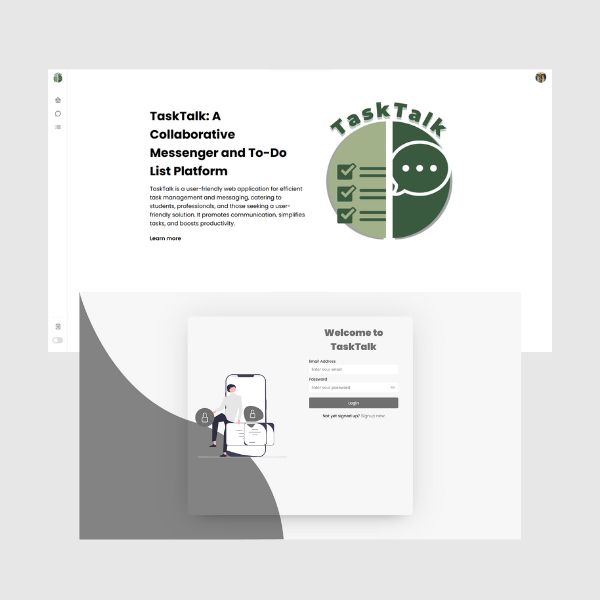 TaskTalk: A
Collaborative
Messenger and To-Do
List Platform
TaskTalk is a user-friendly web application for efficient
task management and messaging, catering to
students, professionals, and those seeking a user-
friendly solution. It promotes communication, simplifies
tasks, and boosts productivity.
Learn more
TaskTalk
Welcome to
TaskTalk
Email Address
Enter your email
Password
Enter your password
Login
Not yet signed up? Sign up now